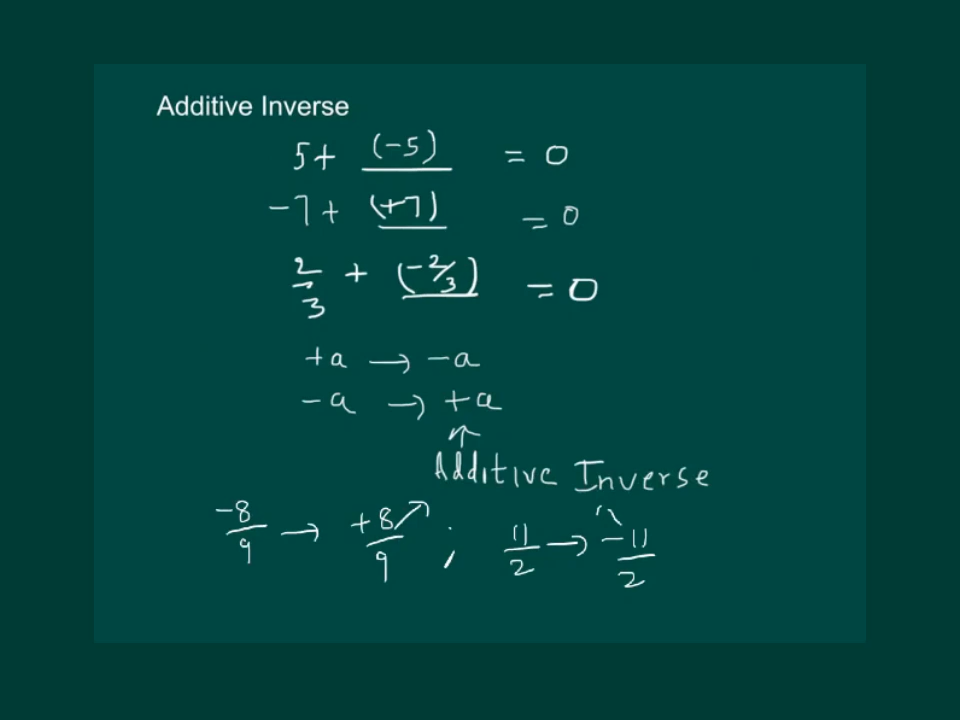 Additive Inverse
5+ (-5) = 0
-7+ (+7) = 0
2/3 + (-2/3) = 0
+a → -a
-a → +a
Additive Inverse
-8/9 → +8/9 ; 11/2 → -11/2